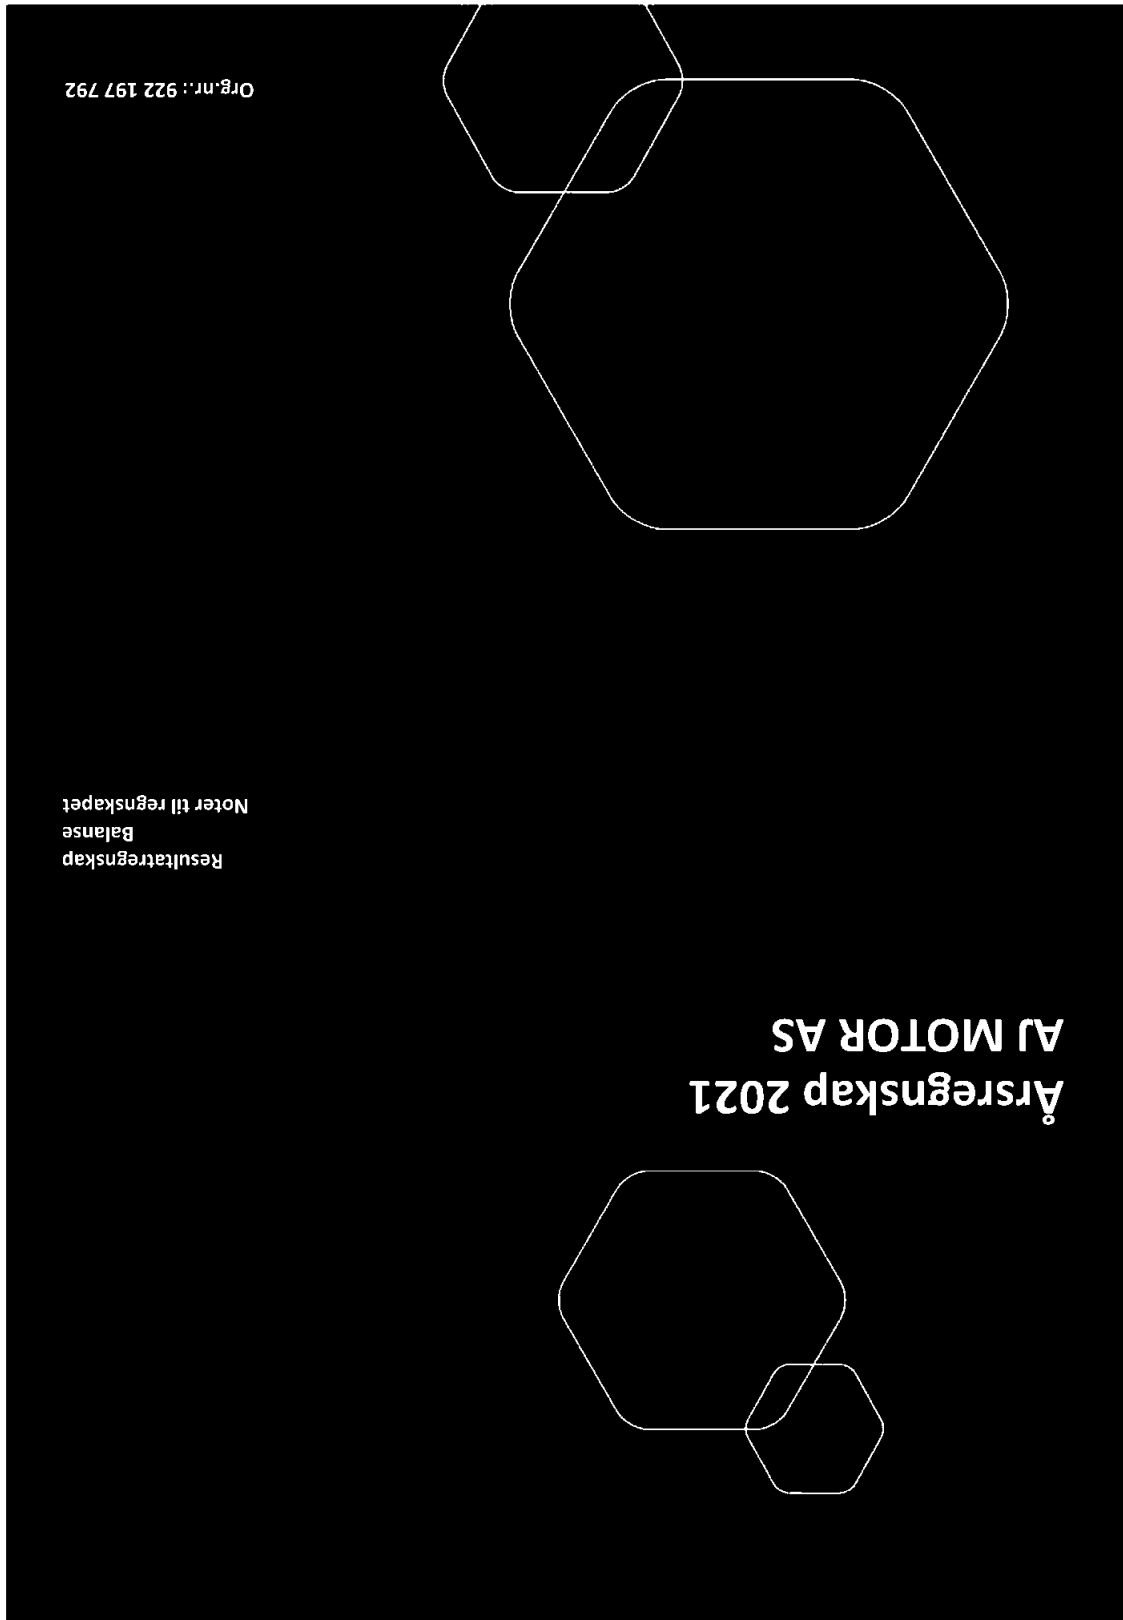 Årsregnskap 2021
AJ MOTOR AS
Resultatregnskap
Balanse
Noter til regnskapet
Org.nr.: 922 197 792